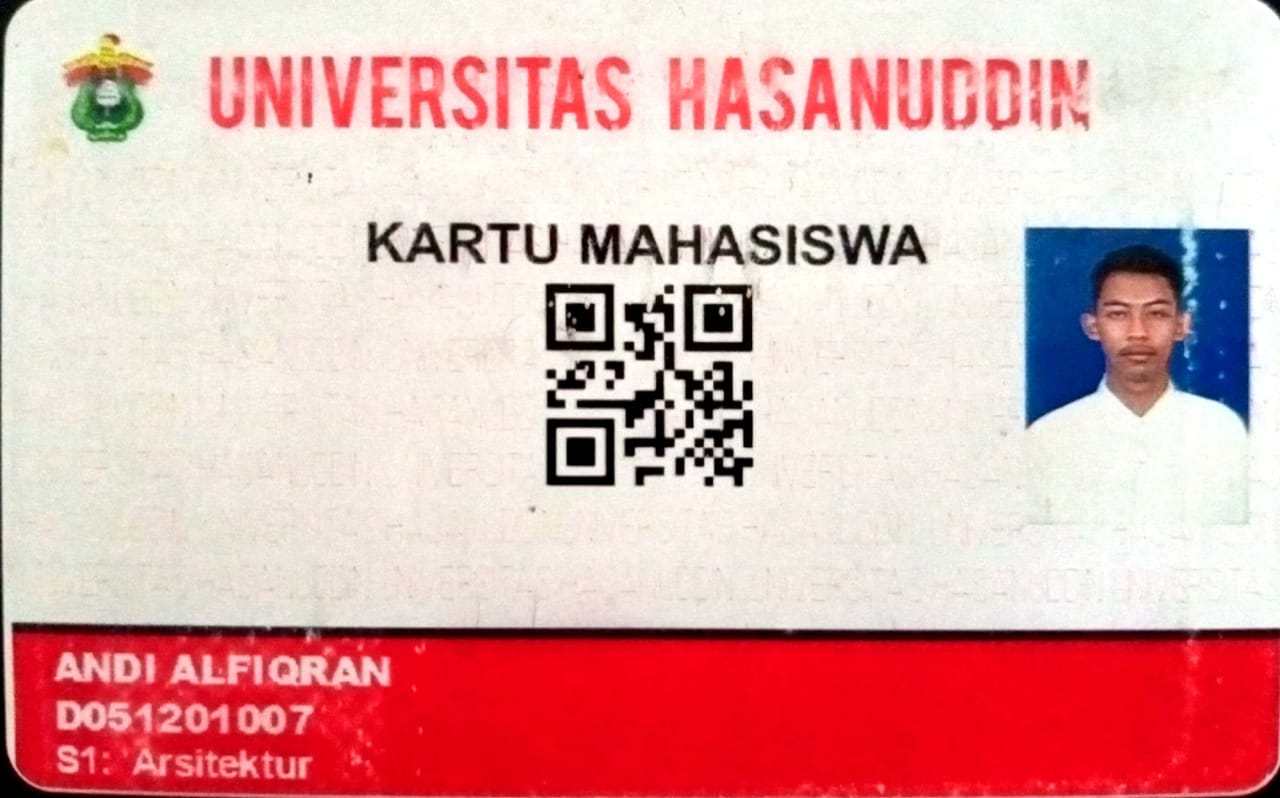 UNIVERSITAS HASANUDDIN
KARTU MAHASISWA
ANDI ALFIQRAN
D051201007
S1: Arsitektur